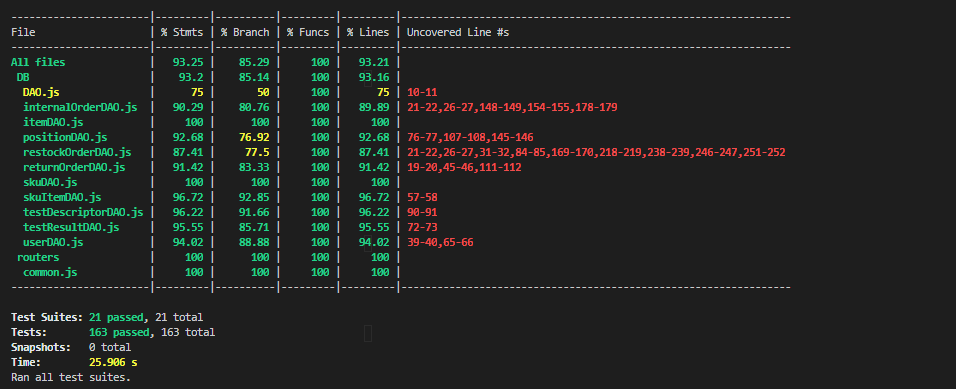 File | % Stmts | % Branch | % Funcs | % Lines | Uncovered Line #s
All files | 93.25 | 85.29 | 100 | 93.21 |
DB | 93.2 | 85.14 | 100 | 93.16 |
DAO.js | 75 | 50 | 100 | 75 | 10-11
internalOrderDAO.js | 90.29 | 80.76 | 100 | 89.89 | 21-22,26-27,148-149,154-155,178-179
itemDAO.js | 100 | 100 | 100 | 100 |
positionDAO.js | 92.68 | 76.92 | 100 | 92.68 | 76-77,107-108,145-146
restockOrderDAO.js | 87.41 | 77.5 | 100 | 87.41 | 21-22,26-27,31-32,84-85,169-170,218-219,238-239,246-247,251-252
returnOrderDAO.js | 91.42 | 83.33 | 100 | 91.42 | 19-20,45-46,111-112
skuDAO.js | 100 | 100 | 100 | 100 |
skuItemDAO.js | 96.72 | 92.85 | 100 | 96.72 | 57-58
testDescriptorDAO.js | 96.22 | 91.66 | 100 | 96.22 | 90-91
testResultDAO.js | 95.55 | 85.71 | 100 | 95.55 | 72-73
userDAO.js | 94.02 | 88.88 | 100 | 94.02 | 39-40,65-66
routers | 100 | 100 | 100 | 100 |
common.js | 100 | 100 | 100 | 100 |
Test Suites: 21 passed, 21 total
Tests: 163 passed, 163 total
Snapshots: 0 total
Time: 25.906 s
Ran all test suites.